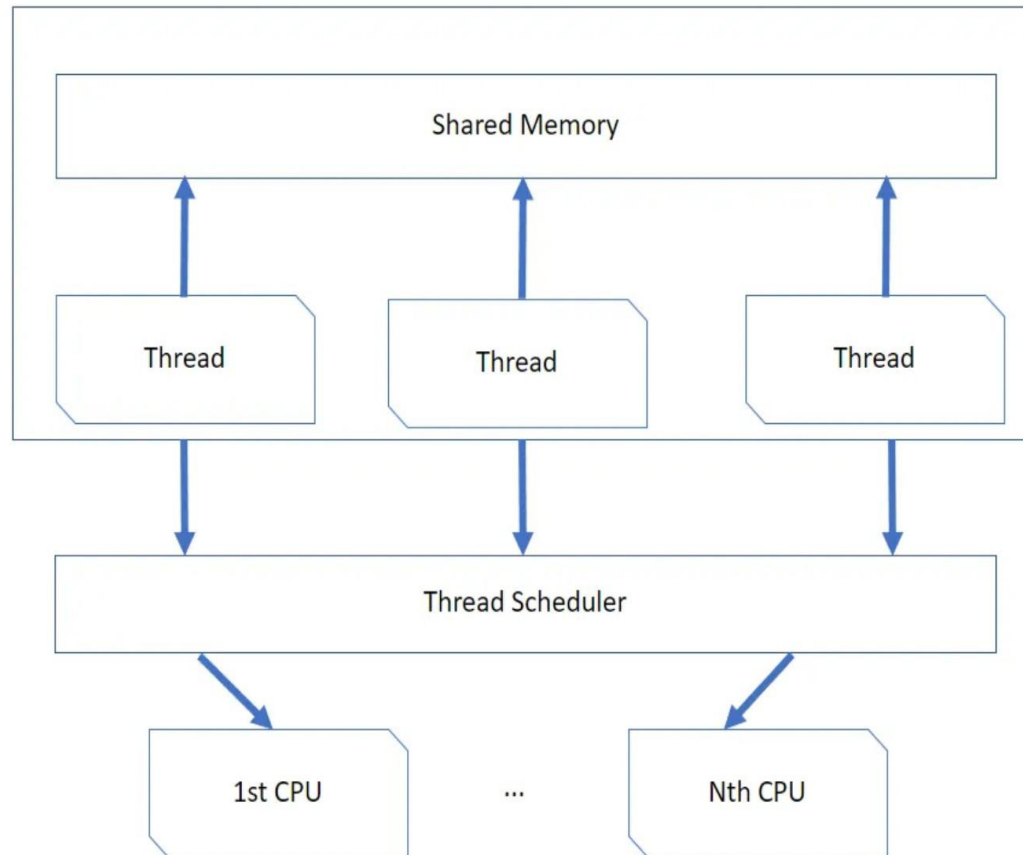 Shared Memory
Thread
Thread
Thread
Thread Scheduler
1st CPU
...
Nth CPU